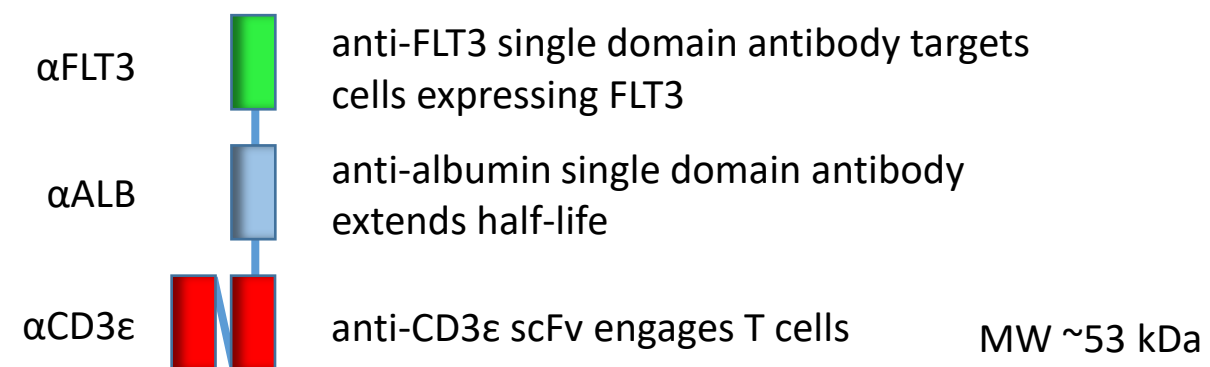 αFLT3
anti-FLT3 single domain antibody targets
cells expressing FLT3
αALB
anti-albumin single domain antibody
extends half-life
αCD3ε
anti-CD3ε scFv engages T cells
MW ~53 kDa